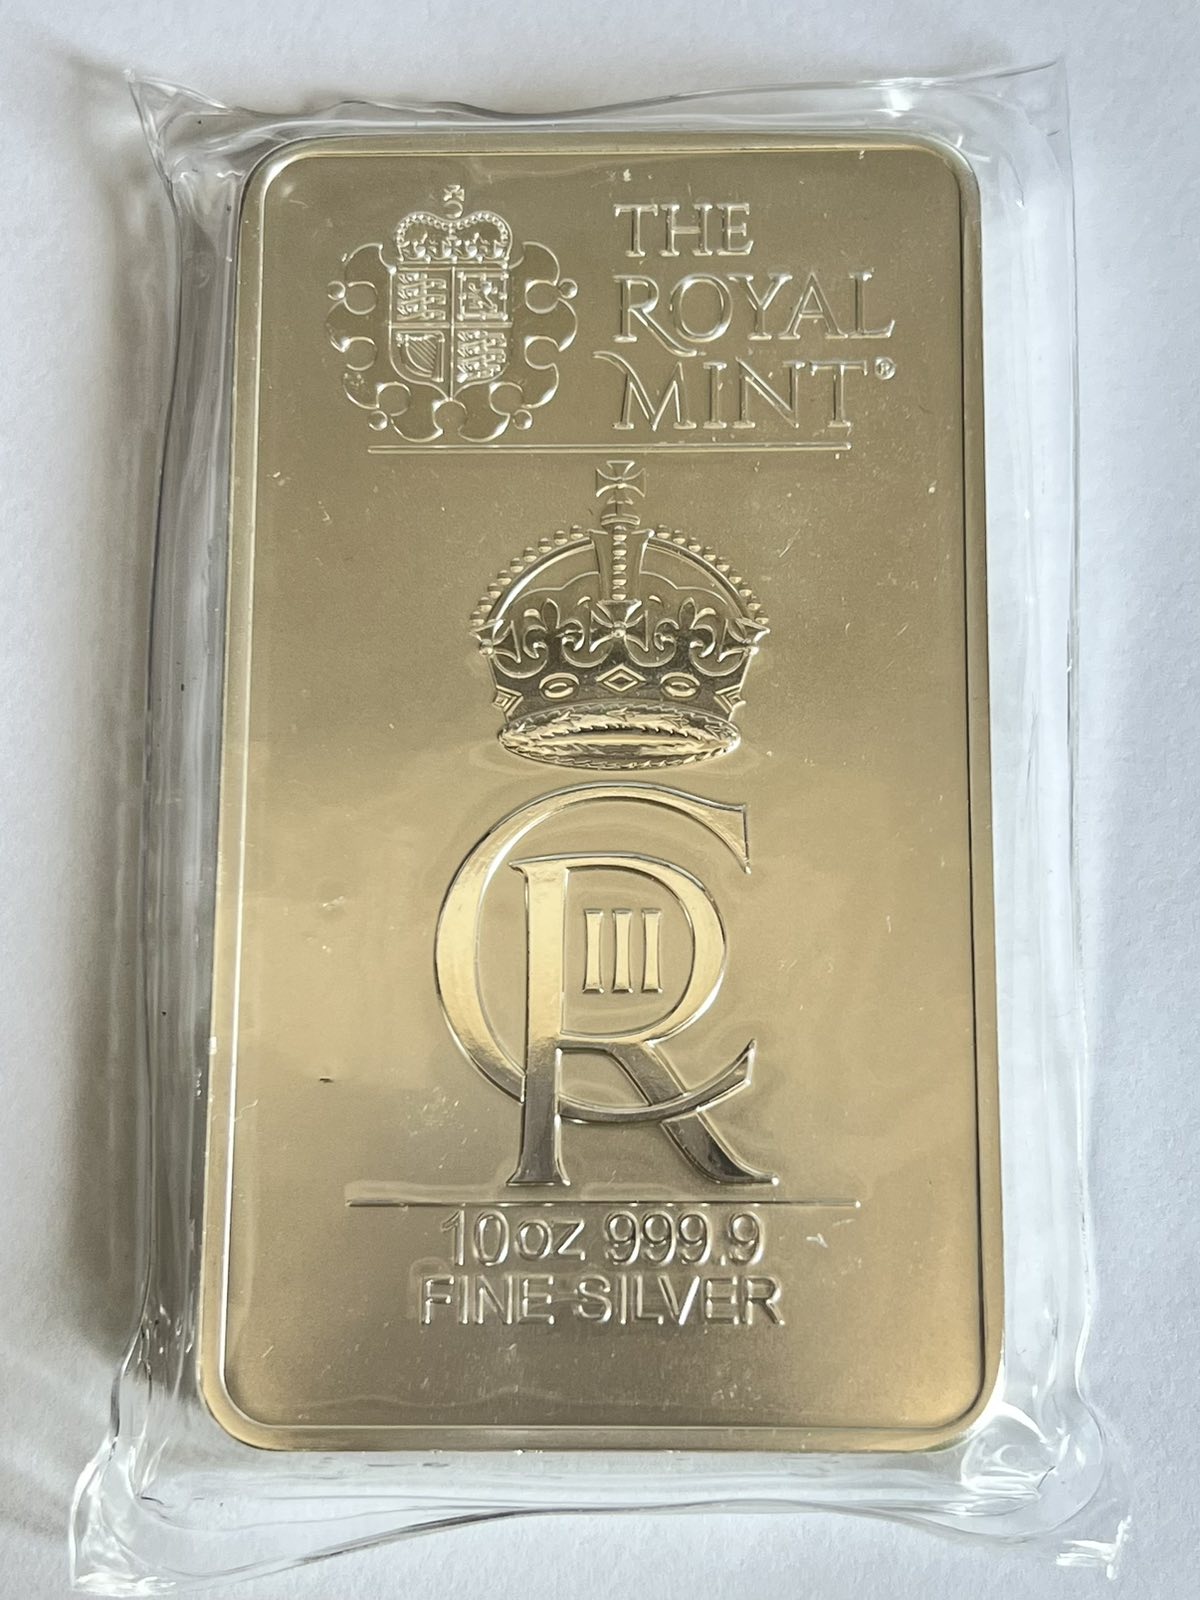 THE
ROYAL
MINT®
CR III
10oz 999.9
FINE SILVER